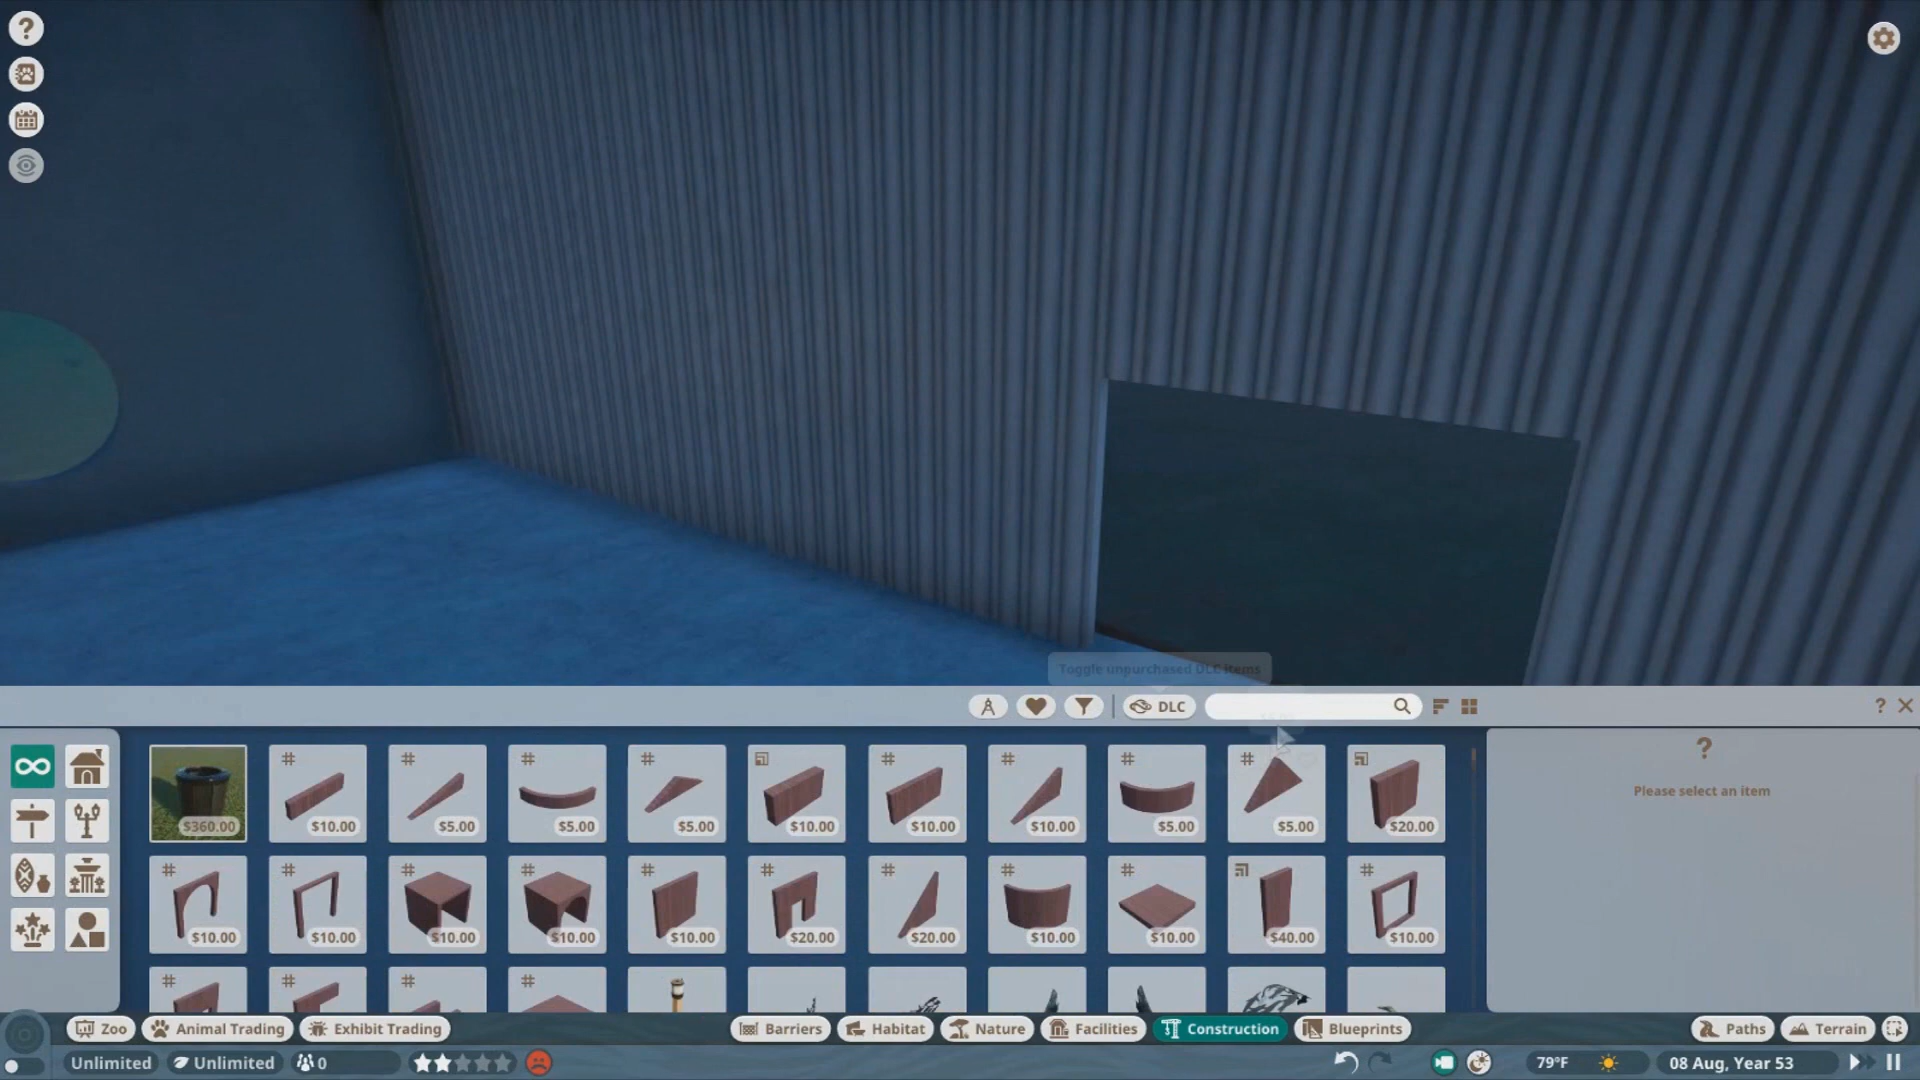 Toggle unpurchased DLC items
DLC
?
Please select an item
$360.00
$10.00
$5.00
$5.00
$5.00
$10.00
$10.00
$10.00
$5.00
$5.00
$20.00
$10.00
$10.00
$10.00
$10.00
$10.00
$20.00
$20.00
$10.00
$10.00
$40.00
$10.00
Zoo
Animal Trading
Exhibit Trading
Barriers
Habitat
Nature
Facilities
Construction
Blueprints
Paths
Terrain
Unlimited
Unlimited
0
79°F
08 Aug, Year 53